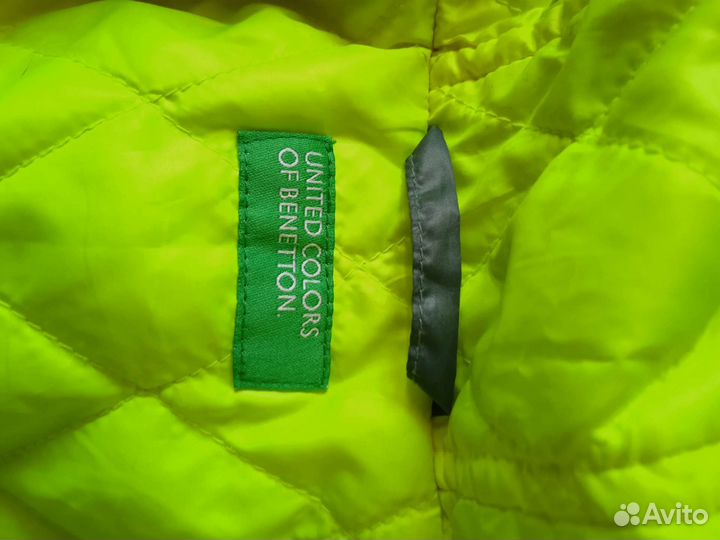 UNITED COLORS
OF BENETTON.
Avito